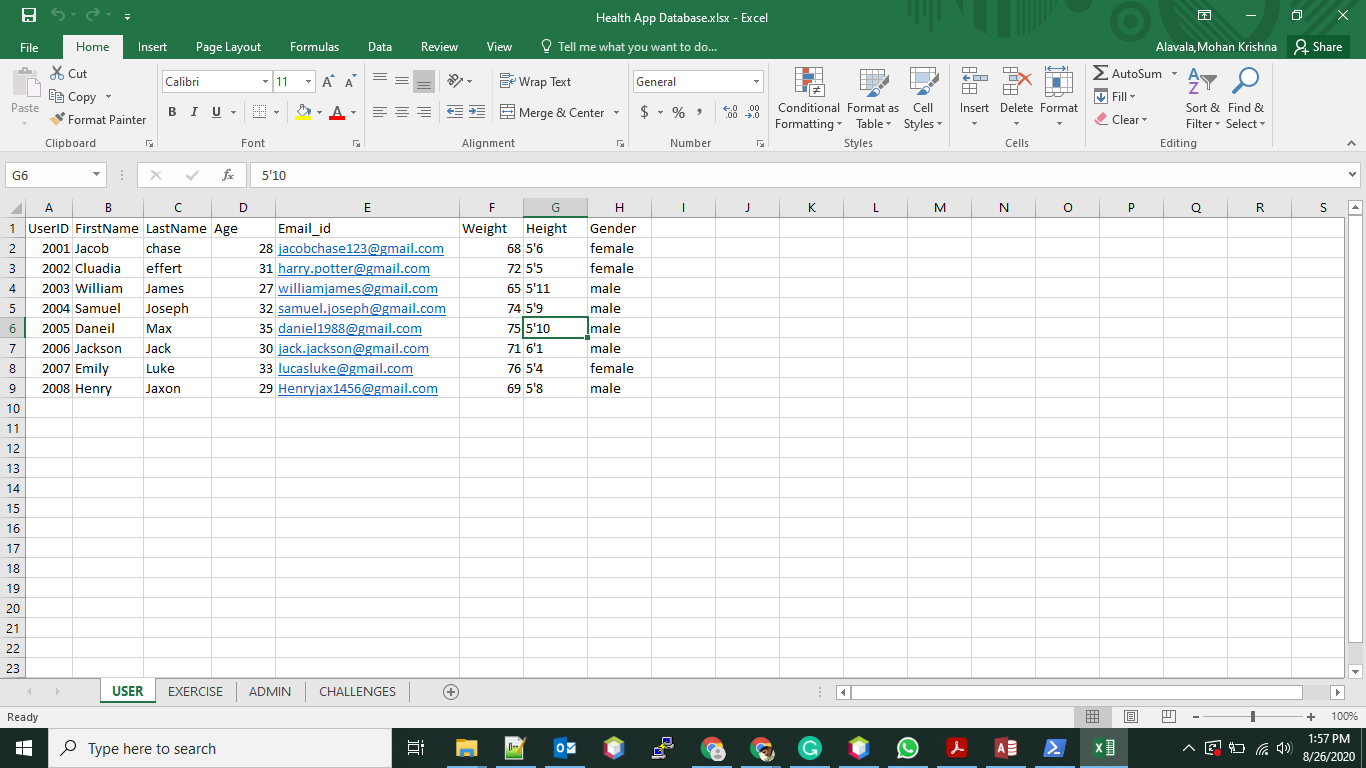 Health App Database.xlsx - Excel
File Home Insert Page Layout Formulas Data Review View Tell me what you want to do... Alavala,Mohan Krishna Share
Paste
Cut
Copy
Format Painter
Clipboard
Calibri 11
B I U
Font
Wrap Text
Merge & Center
Alignment
General
$ % ,
Number
Conditional Formatting
Format as Table
Cell Styles
Styles
Insert Delete Format
Cells
AutoSum
Fill
Clear
Sort & Filter
Find & Select
Editing
G6 fx 5'10
A B C D E F G H I J K L M N O P Q R S
1 UserID FirstName LastName Age Email_id Weight Height Gender
2 2001 Jacob chase 28 jacobchase123@gmail.com 68 5'6 female
3 2002 Cluadia effert 31 harry.potter@gmail.com 72 5'5 female
4 2003 William James 27 williamjames@gmail.com 65 5'11 male
5 2004 Samuel Joseph 32 samuel.joseph@gmail.com 74 5'9 male
6 2005 Daneil Max 35 daniel1988@gmail.com 75 5'10 male
7 2006 Jackson Jack 30 jack.jackson@gmail.com 71 6'1 male
8 2007 Emily Luke 33 lucasluke@gmail.com 76 5'4 female
9 2008 Henry Jaxon 29 Henryjax1456@gmail.com 69 5'8 male
10
11
12
13
14
15
16
17
18
19
20
21
22
23
USER EXERCISE ADMIN CHALLENGES
Ready 100%
Type here to search
1:57 PM
8/26/2020